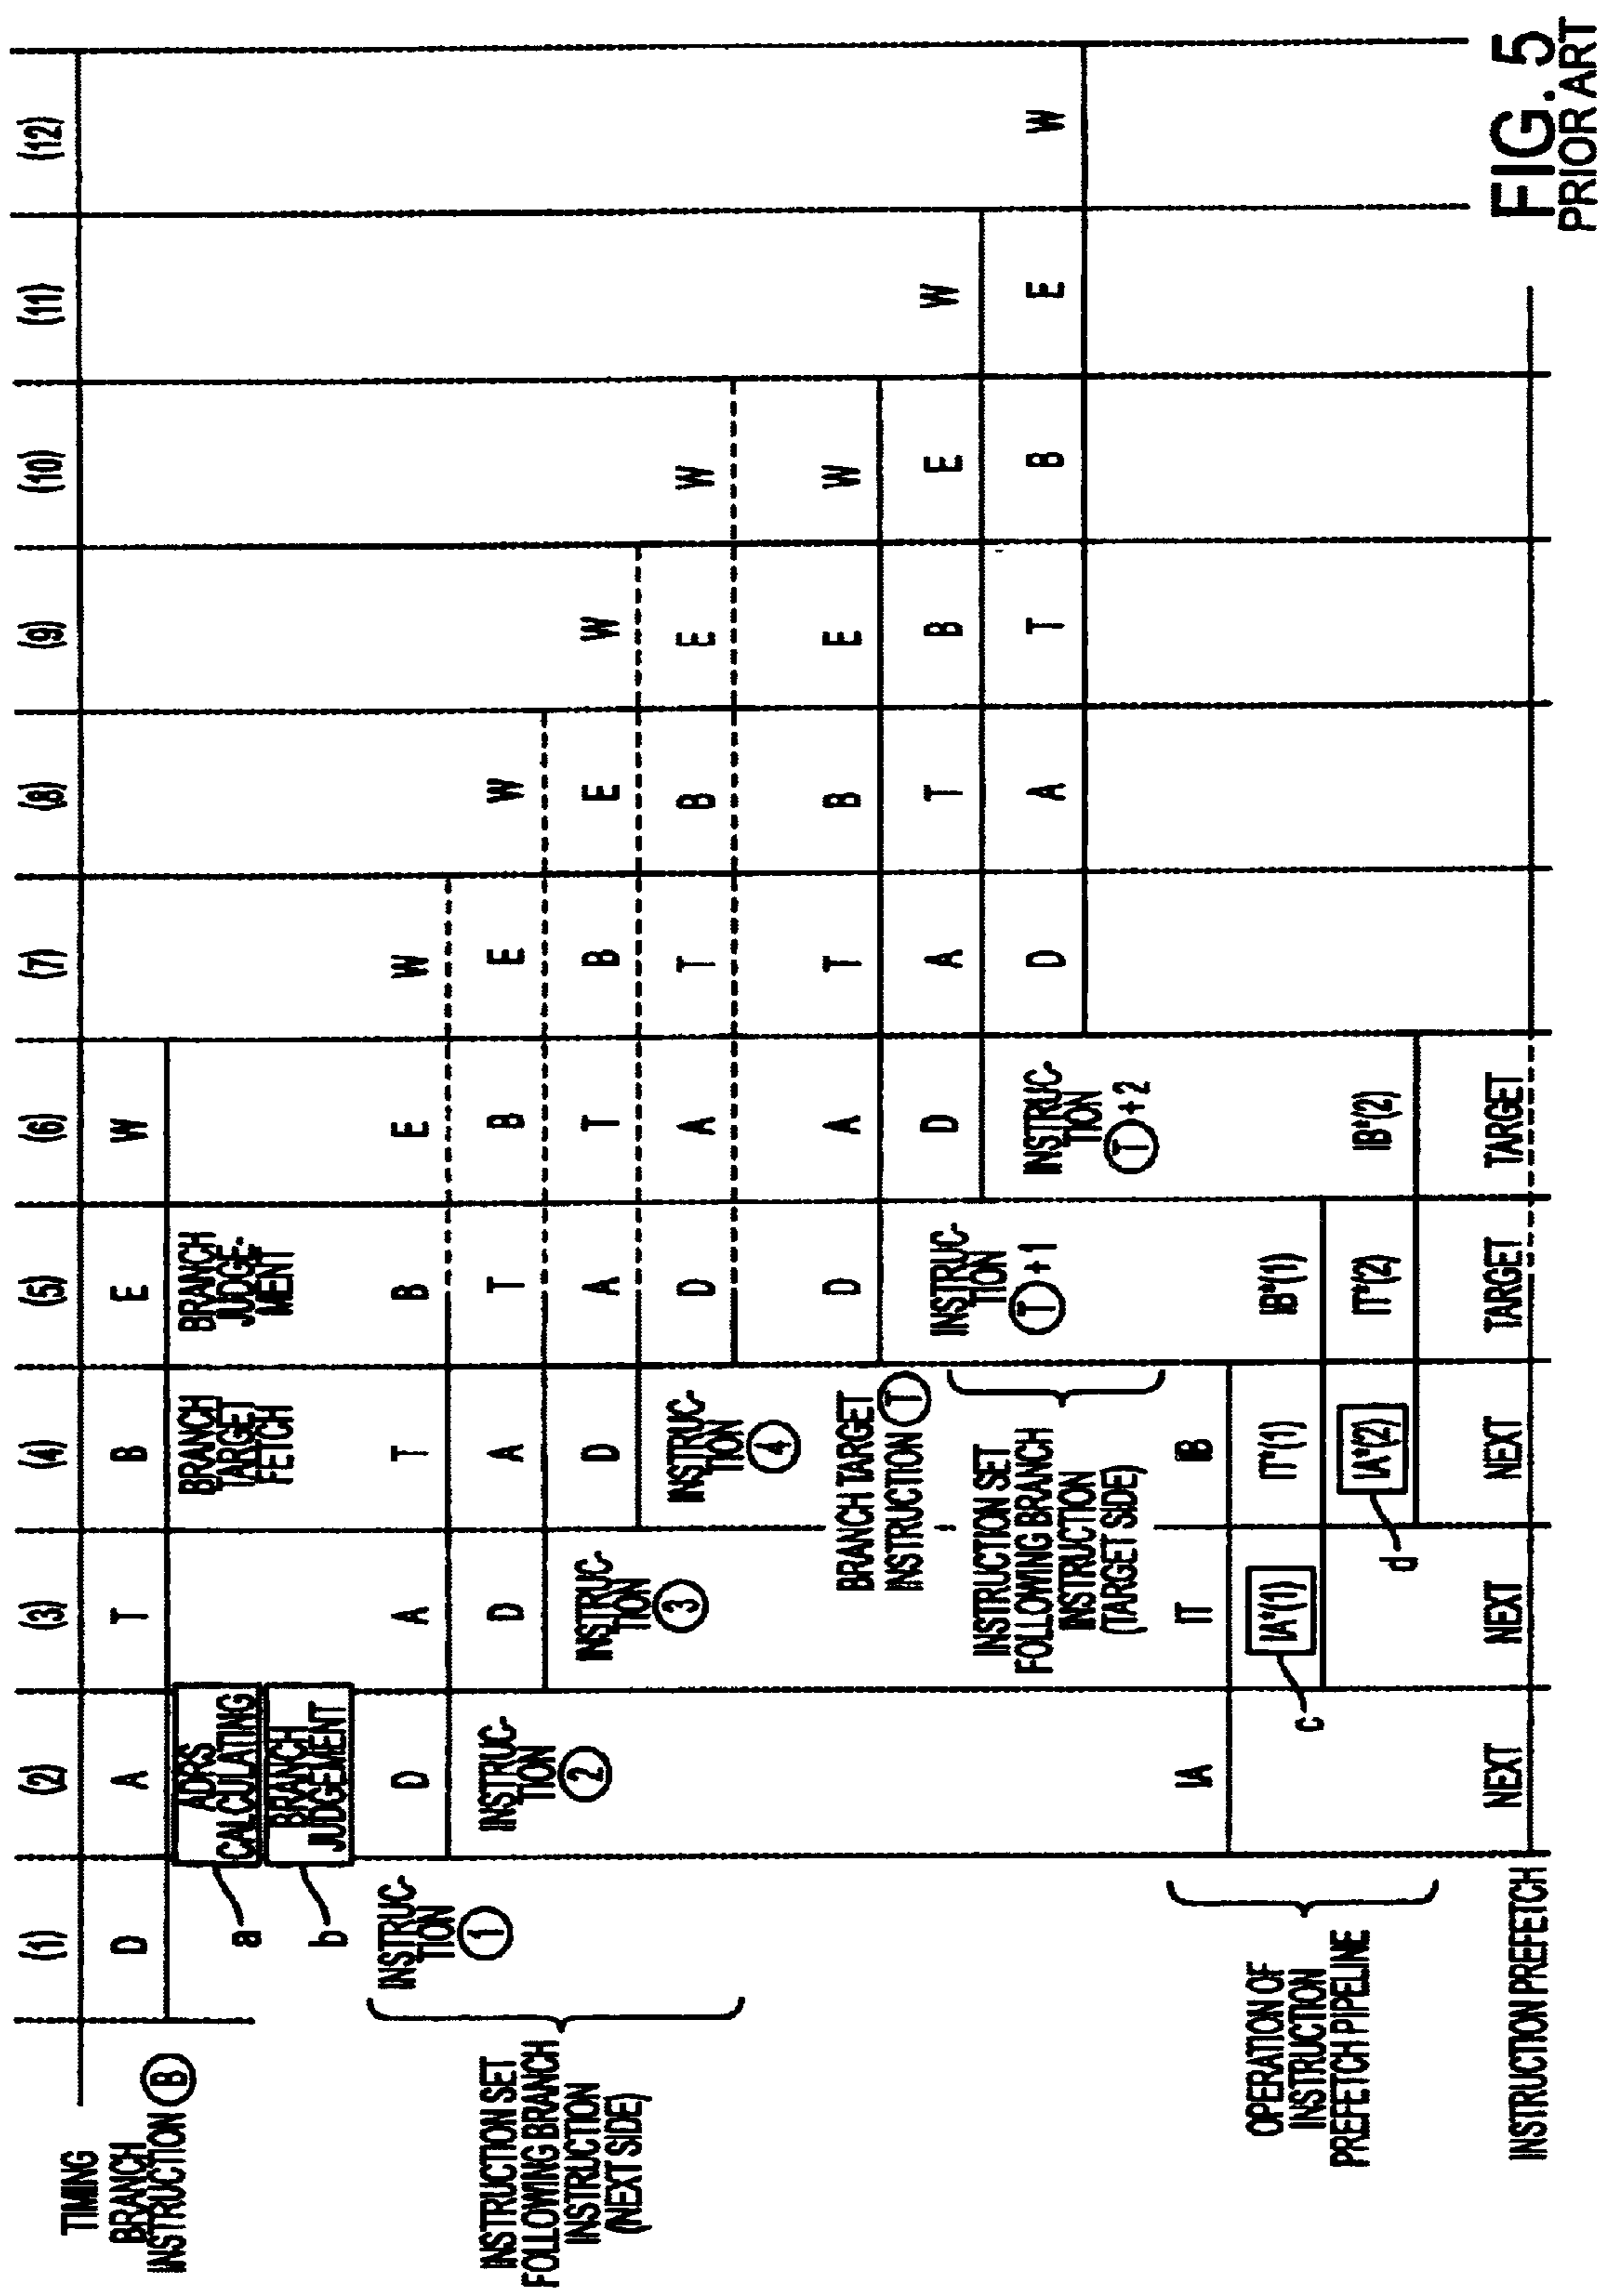 TIMING (1) (2) (3) (4) (5) (6) (7) (8) (9) (10) (11) (12)
BRANCH
INSTRUCTION B D A T B E W
a ADRS
CALCULATING
b BRANCH
JUDGEMENT
BRANCH
TARGET
FETCH
BRANCH
JUDGE-
MENT
INSTRUCTION SET
FOLLOWING BRANCH
INSTRUCTION
(NEXT SIDE)
INSTRUC-
TION
1 D A T B E W
INSTRUC-
TION
2 D A T B E W
INSTRUC-
TION
3 D A T B E W
INSTRUC-
TION
4 D A T B E W
BRANCH TARGET
INSTRUCTION T D A T B E W
INSTRUCTION SET
FOLLOWING BRANCH
INSTRUCTION
(TARGET SIDE)
INSTRUC-
TION
T + 1 D A T B E W
INSTRUC-
TION
T + 2 D A T B E W
OPERATION OF
INSTRUCTION
PREFETCH PIPELINE
IA IT IB
c IA*(1) IT*(1) IB*(1)
d IA*(2) IT*(2) IB*(2)
INSTRUCTION PREFETCH NEXT NEXT NEXT TARGET TARGET
FIG. 5
PRIOR ART